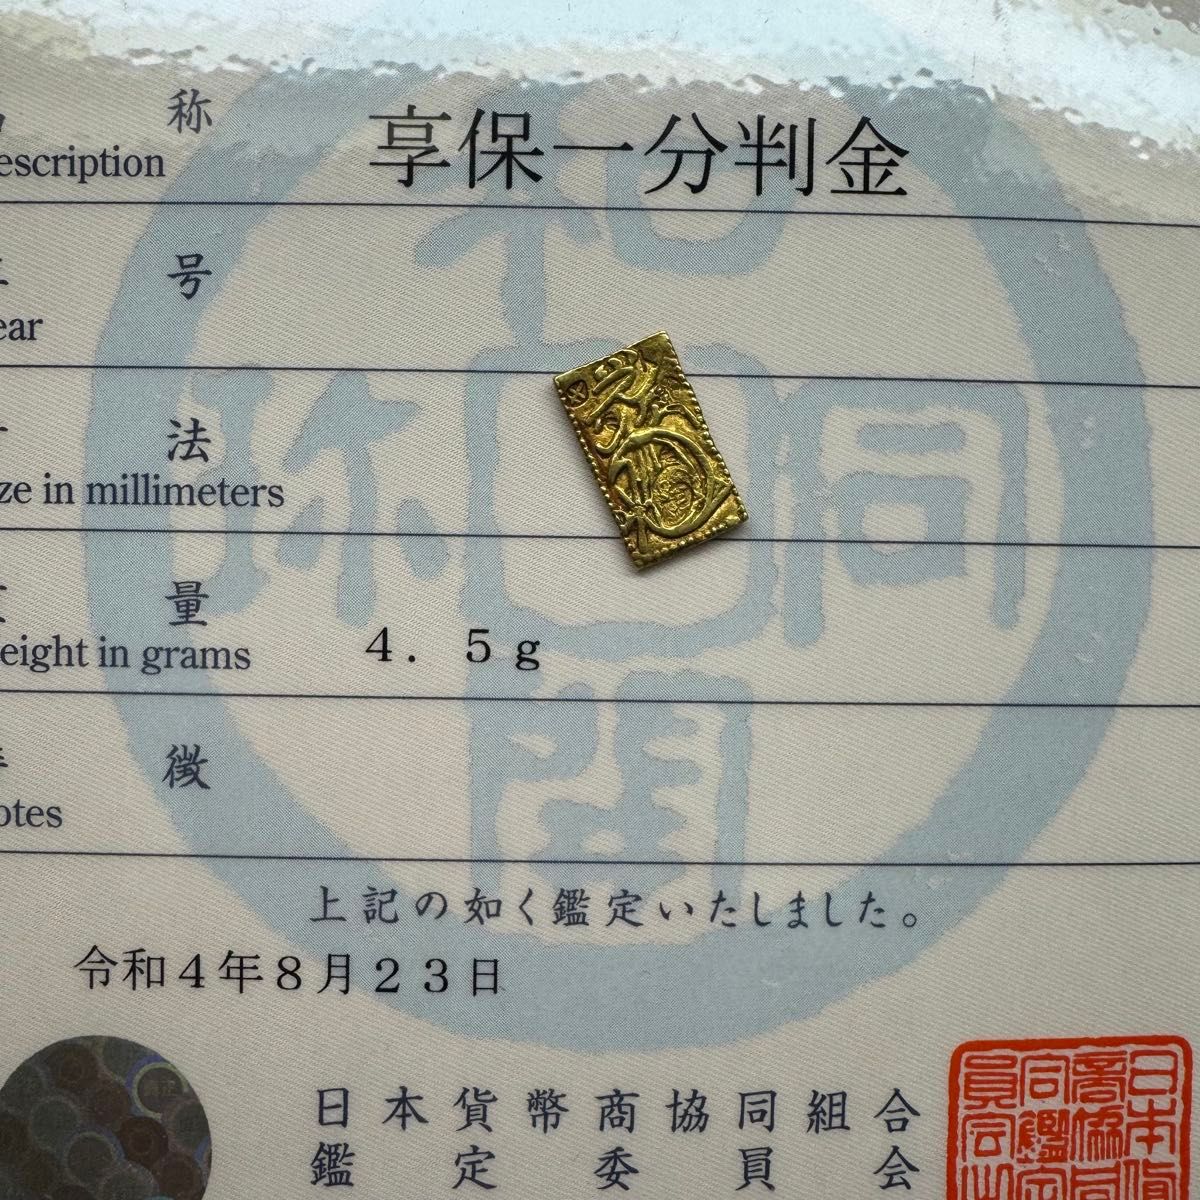 称
享保一分判金
escription
号
ear
法
ze in millimeters
量
eight in grams
４．５ｇ
徴
otes
上記の如く鑑定いたしました。
令和４年８月２３日
日本貨幣商協同組合
鑑定委員会